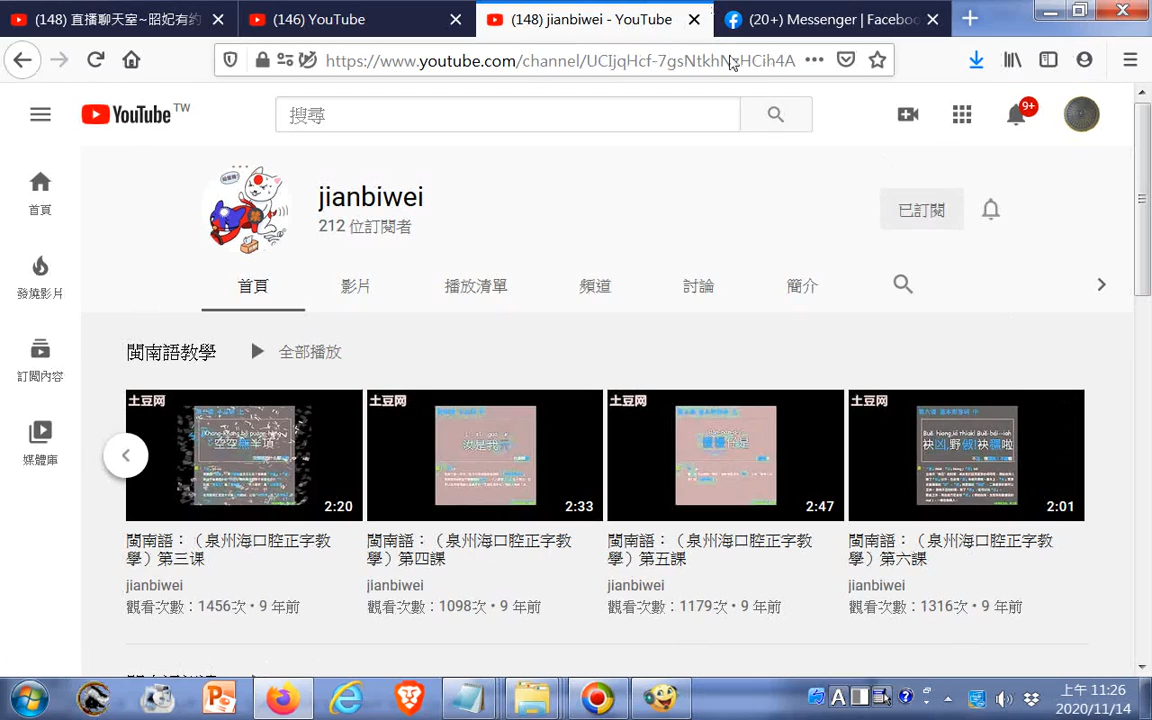 (148) 直播聊天室~昭妃有约
(146) YouTube
(148) jianbiwei - YouTube
(20+) Messenger | Faceboo
https://www.youtube.com/channel/UCIjqHcf-7gsNtkhN
HCih4A
YouTube TW
搜尋
9+
首頁
發燒影片
訂閱內容
媒體庫
jianbiwei
212 位訂閱者
已訂閱
首頁
影片
播放清單
頻道
討論
簡介
閩南語教學
全部播放
土豆网
2:20
土豆网
2:33
土豆网
2:47
土豆网
2:01
閩南語：（泉州海口腔正字教
學）第三课
jianbiwei
觀看次數：1456次 • 9 年前
閩南語：（泉州海口腔正字教
學）第四課
jianbiwei
觀看次數：1098次 • 9 年前
閩南語：（泉州海口腔正字教
學）第五課
jianbiwei
觀看次數：1179次 • 9 年前
閩南語：（泉州海口腔正字教
學）第六課
jianbiwei
觀看次數：1316次 • 9 年前
上午 11:26
2020/11/14